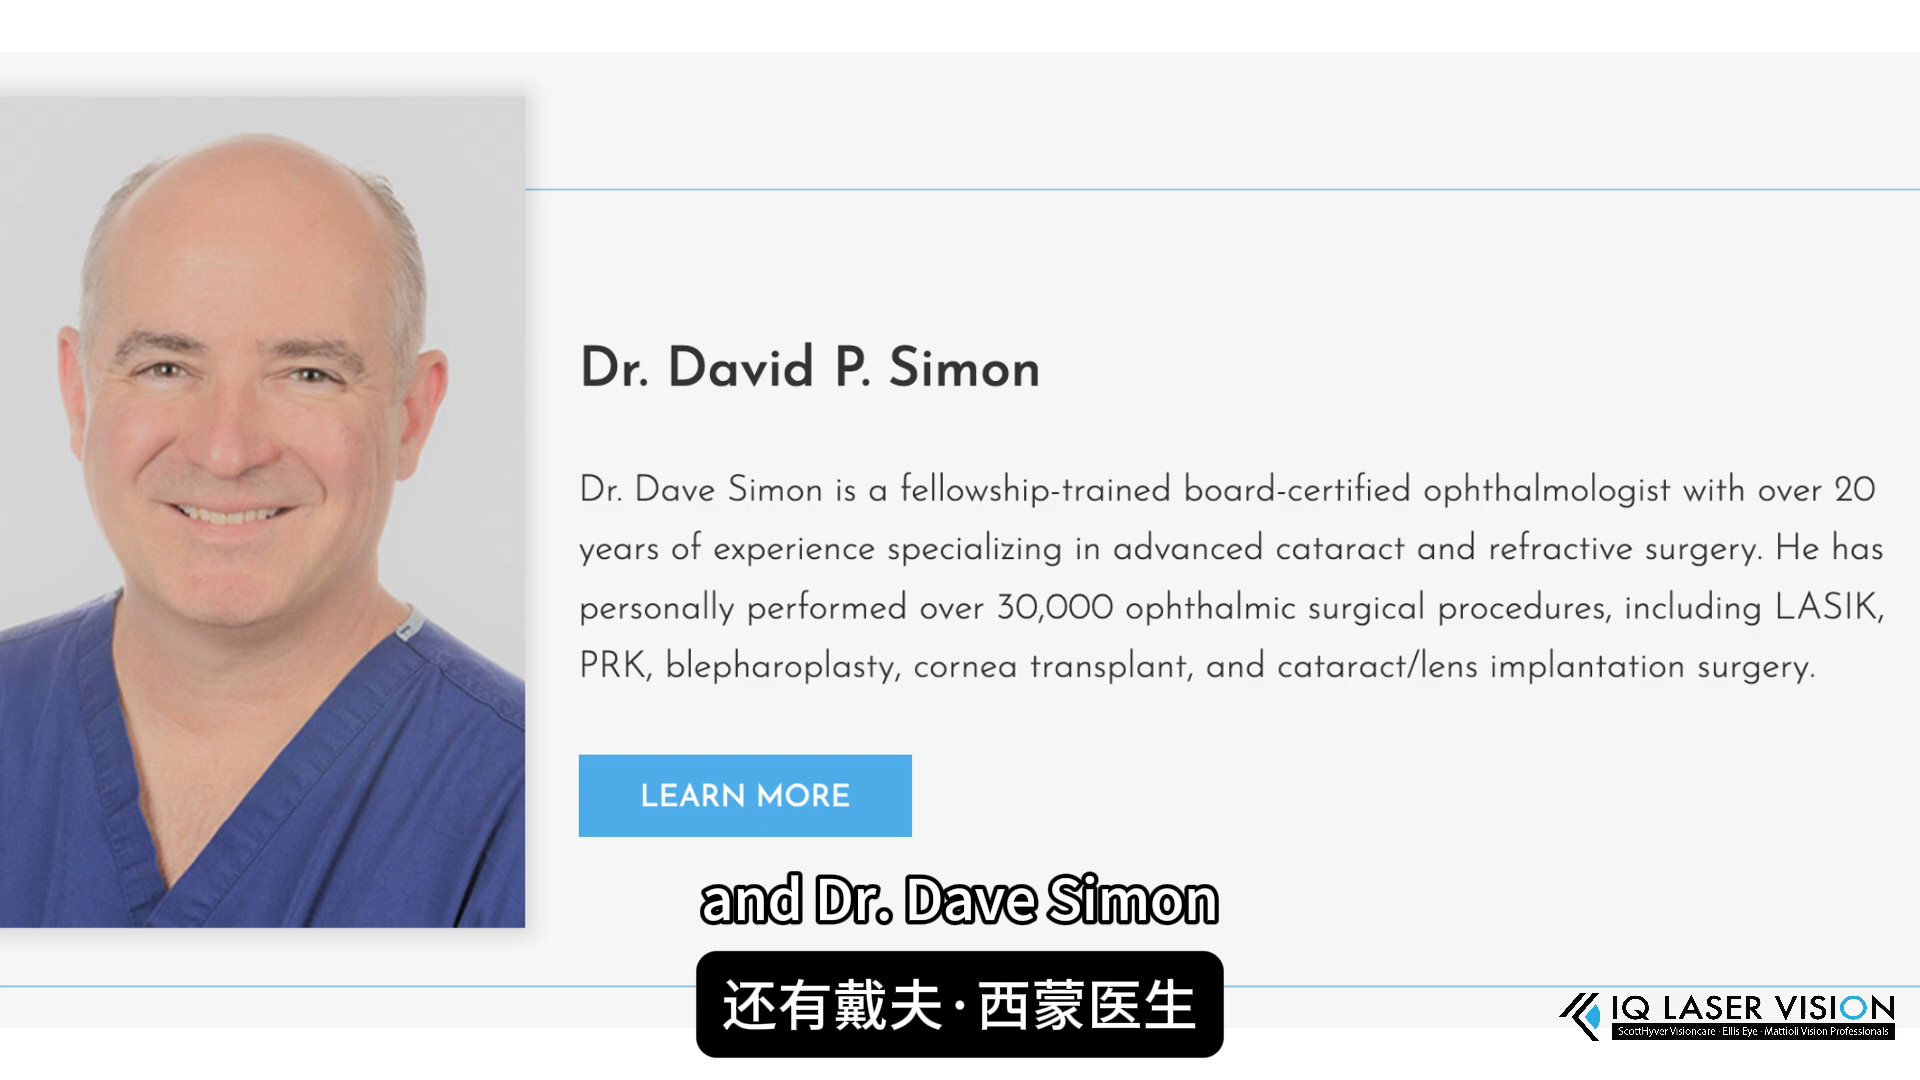 Dr. David P. Simon
Dr. Dave Simon is a fellowship-trained board-certified ophthalmologist with over 20
years of experience specializing in advanced cataract and refractive surgery. He has
personally performed over 30,000 ophthalmic surgical procedures, including LASIK,
PRK, blepharoplasty, cornea transplant, and cataract/lens implantation surgery.
LEARN MORE
and Dr. Dave Simon
还有戴夫·西蒙医生
IQ LASER VISION
ScottHyver Visioncare · Ellis Eye · Mattioli Vision Professionals